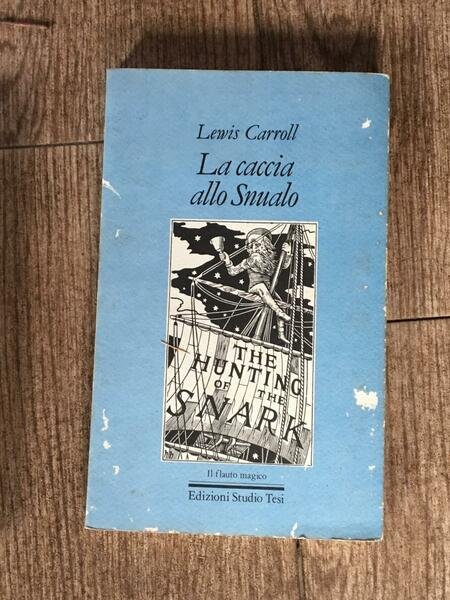 Lewis Carroll
La caccia
allo Snualo
THE
HUNTING
OF THE
SNARK
Il flauto magico
Edizioni Studio Tesi